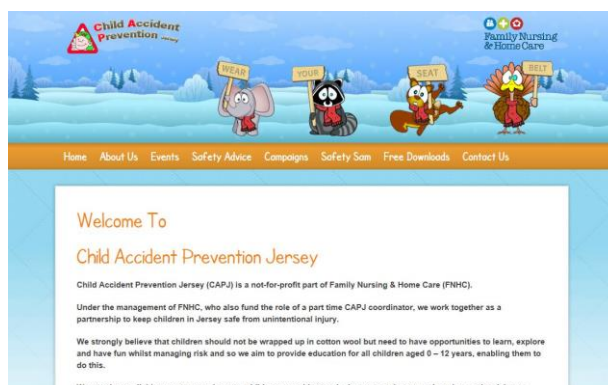 Child Accident
Prevention Jersey
Family Nursing
& Home Care
WEAR
YOUR
SEAT
BELT
Home About Us Events Safety Advice Campaigns Safety Sam Free Downloads Contact Us
Welcome To
Child Accident Prevention Jersey
Child Accident Prevention Jersey (CAPJ) is a not-for-profit part of Family Nursing & Home Care (FNHC).
Under the management of FNHC, who also fund the role of a part time CAPJ coordinator, we work together as a
partnership to keep children in Jersey safe from unintentional injury.
We strongly believe that children should not be wrapped up in cotton wool but need to have opportunities to learn, explore
and have fun whilst managing risk and so we aim to provide education for all children aged 0 – 12 years, enabling them to
do this.